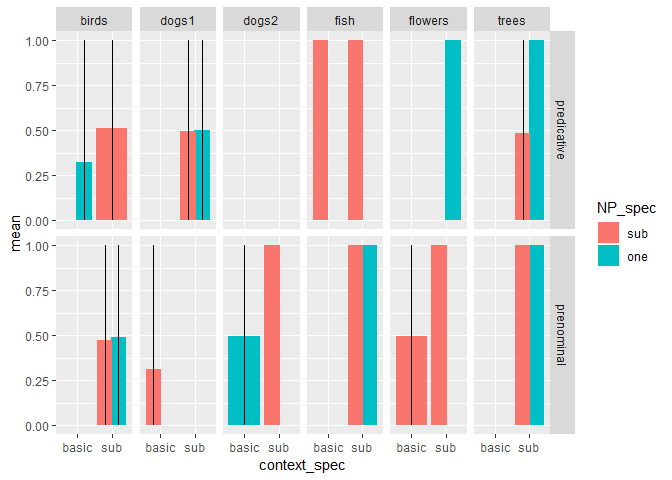 birds dogs1 dogs2 fish flowers trees
1.00
0.75
0.50
0.25
0.00
predicative
1.00
0.75
0.50
0.25
0.00
prenominal
mean
basic sub basic sub basic sub basic sub basic sub basic sub
context_spec
NP_spec
sub
one